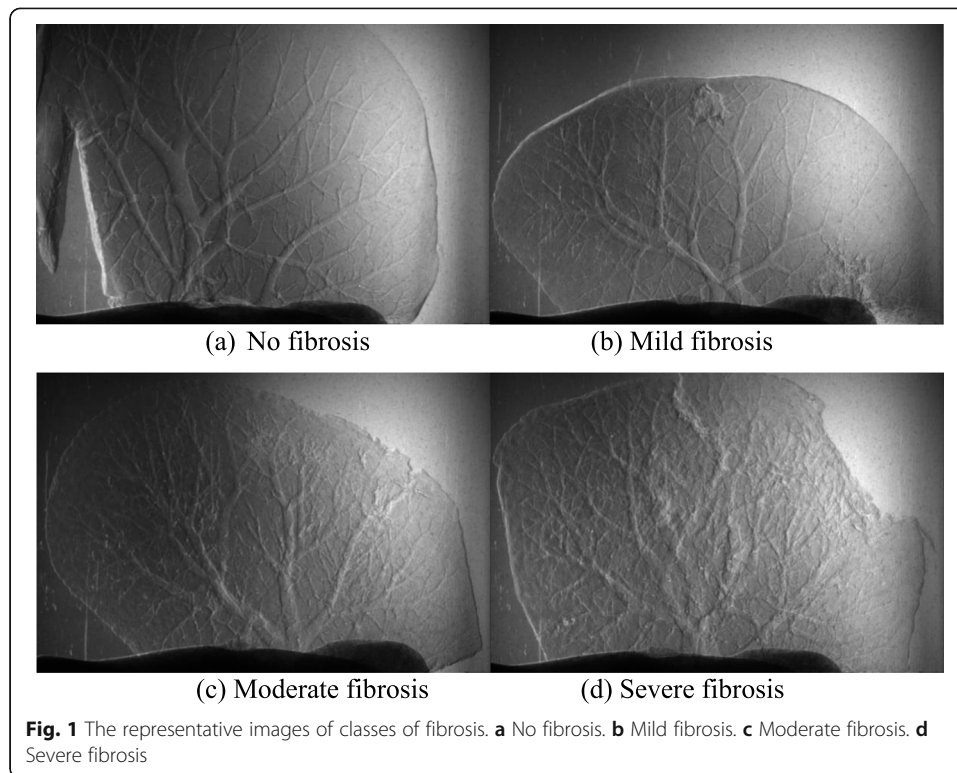 (a) No fibrosis
(b) Mild fibrosis
(c) Moderate fibrosis
(d) Severe fibrosis
Fig. 1 The representative images of classes of fibrosis. a No fibrosis. b Mild fibrosis. c Moderate fibrosis. d
Severe fibrosis